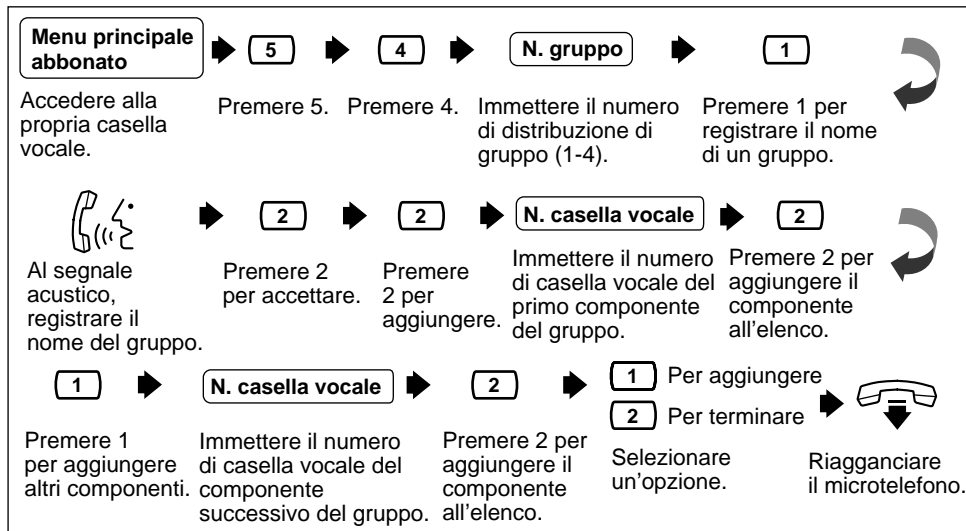 Menu principale
abbonato
5
4
N. gruppo
1
Accedere alla
propria casella
vocale.
Premere 5.
Premere 4.
Immettere il numero
di distribuzione di
gruppo (1-4).
Premere 1 per
registrare il nome
di un gruppo.
2
2
N. casella vocale
2
Al segnale
acustico,
registrare il
nome del gruppo.
Premere 2
per accettare.
Premere
2 per
aggiungere.
Immettere il numero
di casella vocale del
primo componente
del gruppo.
Premere 2 per
aggiungere il
componente
all'elenco.
1
N. casella vocale
2
1 Per aggiungere
2 Per terminare
Premere 1
per aggiungere
altri componenti.
Immettere il numero
di casella vocale del
componente
successivo del gruppo.
Premere 2 per
aggiungere il
componente
all'elenco.
Selezionare
un'opzione.
Riagganciare
il microtelefono.